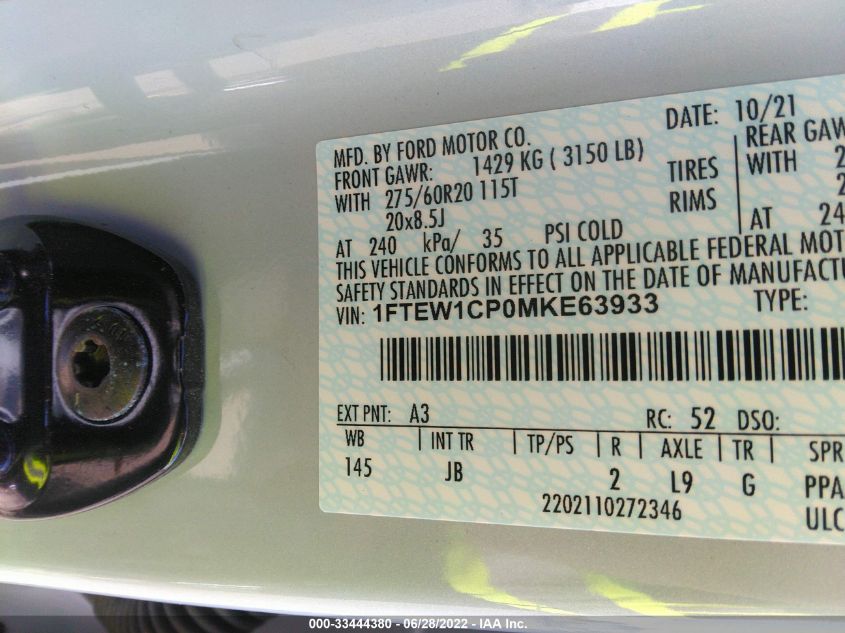 DATE: 10/21
MFD. BY FORD MOTOR CO.
FRONT GAWR: 1429 KG ( 3150 LB) REAR GAW
WITH 275/60R20 115T TIRES WITH 2
20x8.5J RIMS 2
AT 240 kPa/ 35 PSI COLD AT 24
THIS VEHICLE CONFORMS TO ALL APPLICABLE FEDERAL MOT
SAFETY STANDARDS IN EFFECT ON THE DATE OF MANUFACTU
VIN: 1FTEW1CP0MKE63933 TYPE:
EXT PNT: A3 RC: 52 DSO:
WB | INT TR | TP/PS | R | AXLE | TR | SPR
145 JB 2 L9 G PPA
2202110272346 ULC
000-33444380 - 06/28/2022 - IAA Inc.